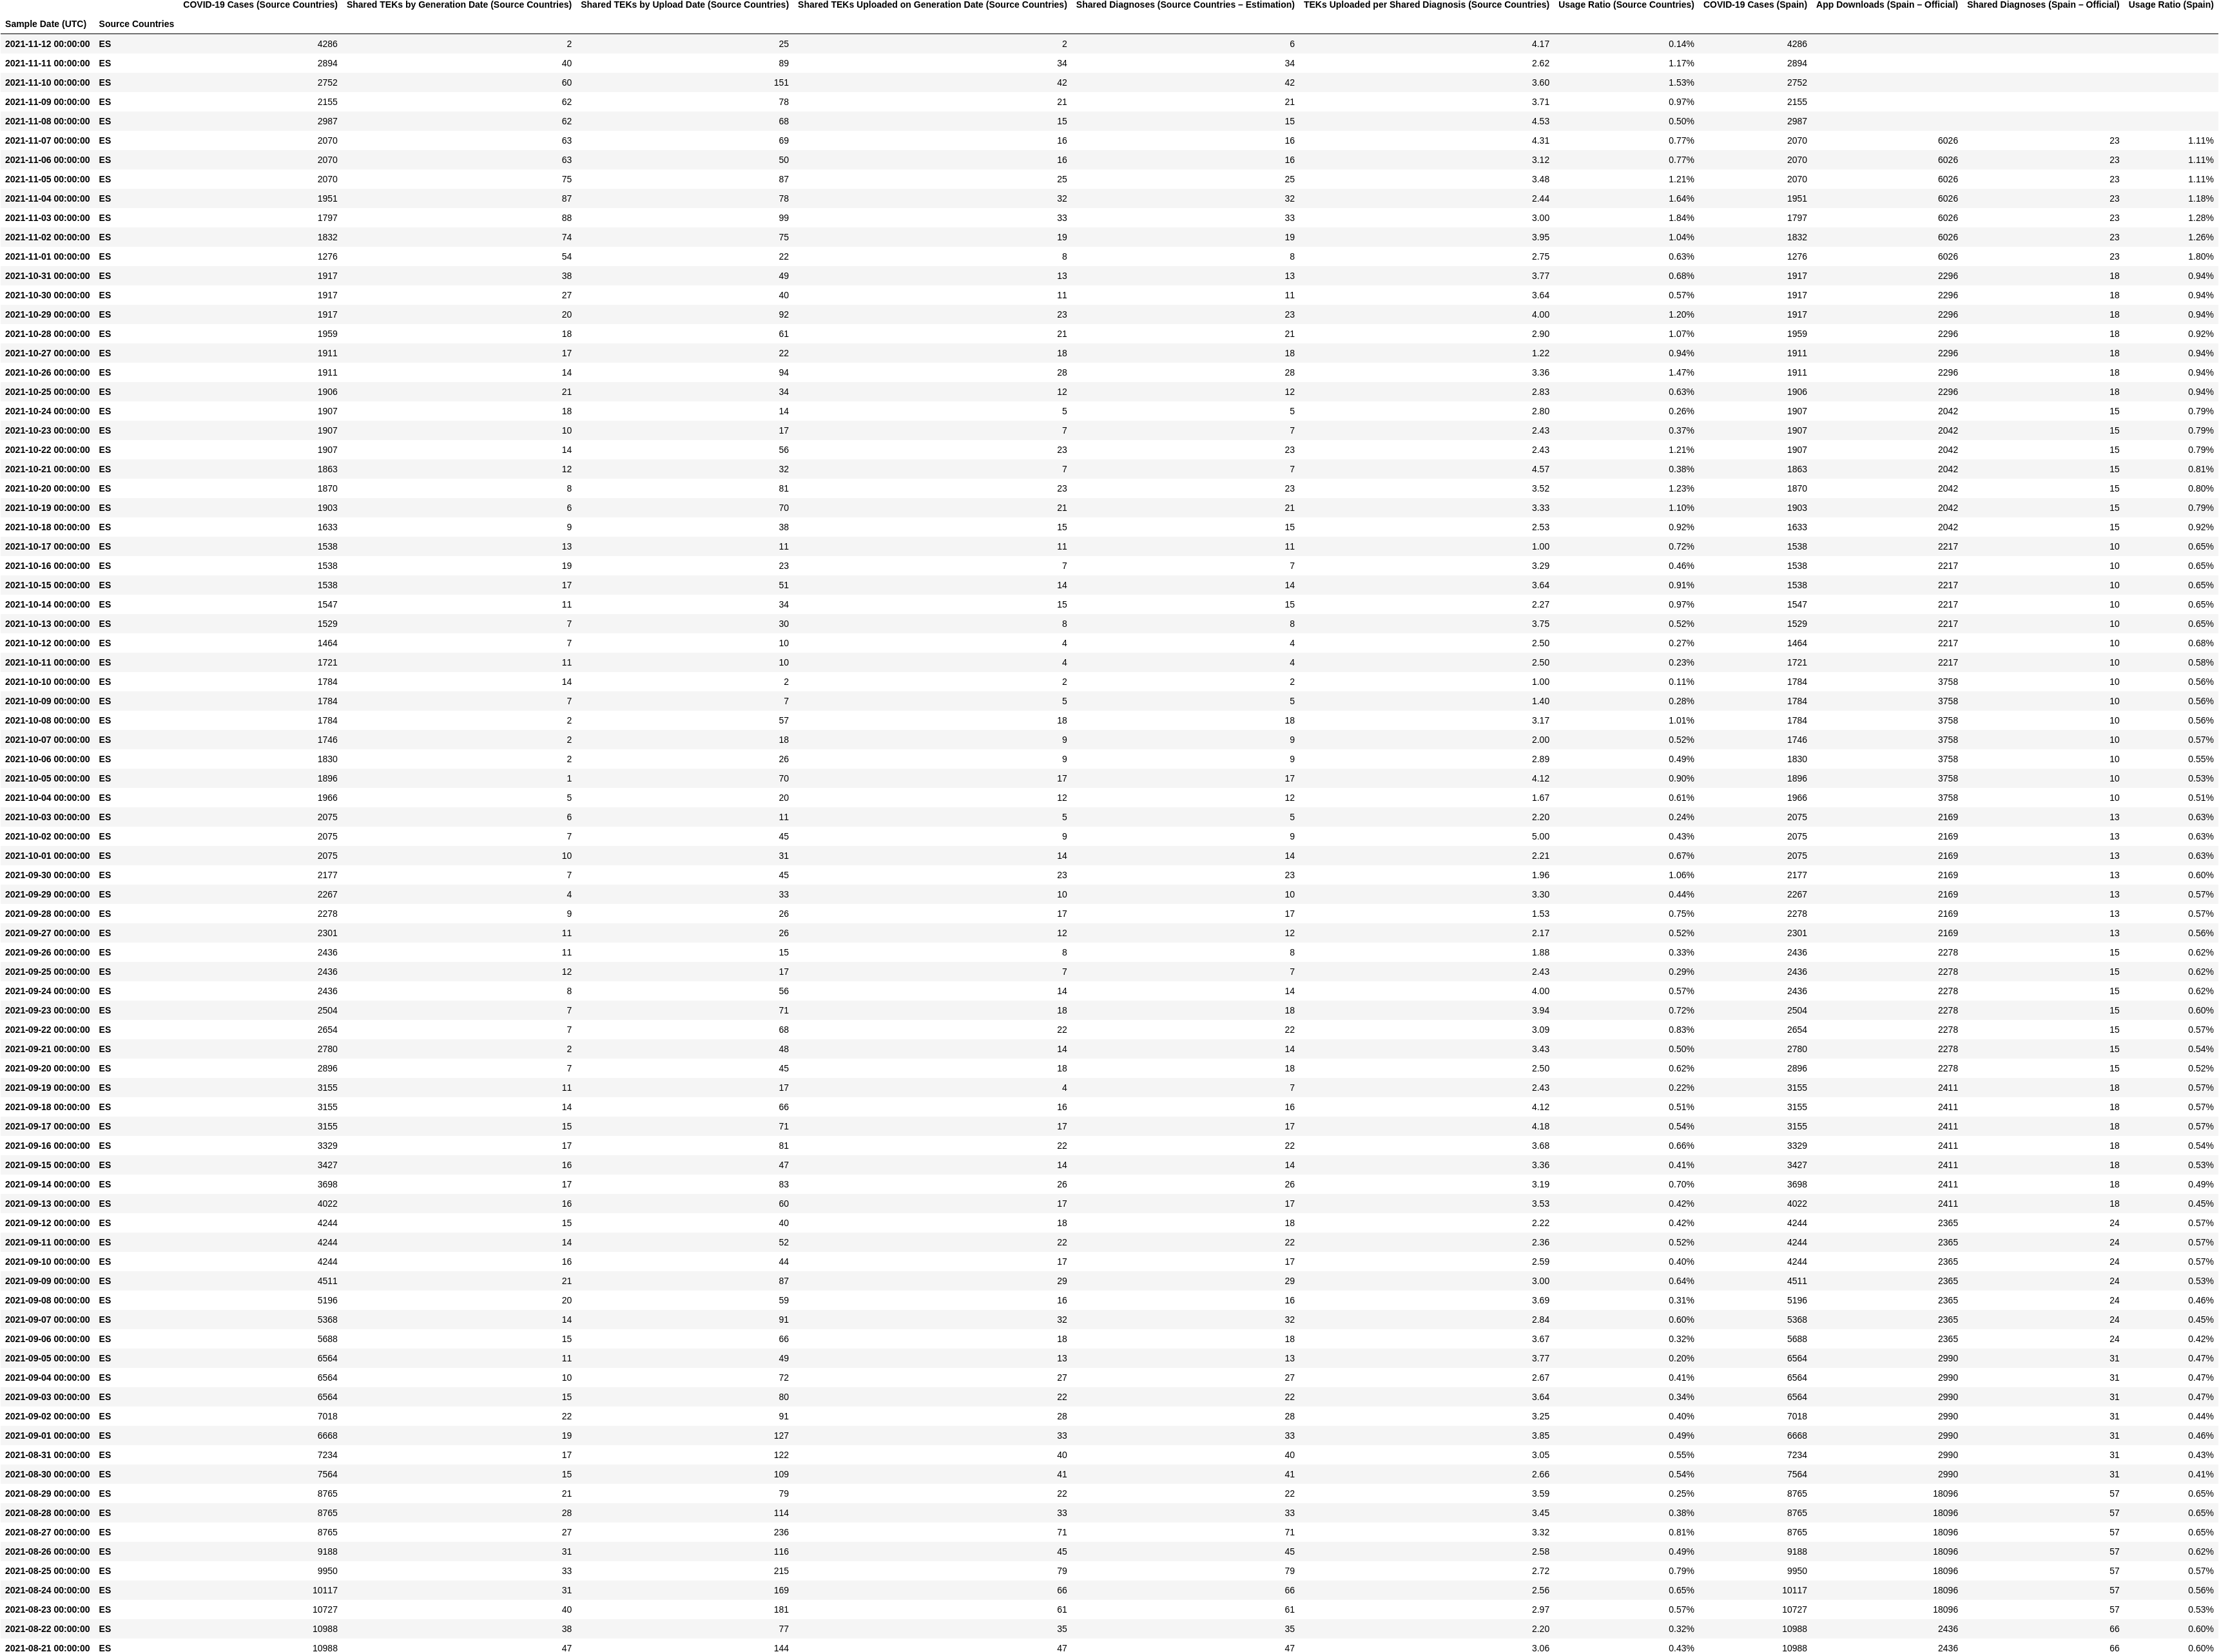 COVID-19 Cases (Source Countries) Shared TEKs by Generation Date (Source Countries) Shared TEKs by Upload Date (Source Countries) Shared TEKs Uploaded on Generation Date (Source Countries) Shared Diagnoses (Source Countries – Estimation) TEKs Uploaded per Shared Diagnosis (Source Countries) Usage Ratio (Source Countries) COVID-19 Cases (Spain) App Downloads (Spain – Official) Shared Diagnoses (Spain – Official) Usage Ratio (Spain)
Sample Date (UTC) Source Countries
2021-11-12 00:00:00 ES 4286 2 25 2 6 4.17 0.14% 4286
2021-11-11 00:00:00 ES 2894 40 89 34 34 2.62 1.17% 2894
2021-11-10 00:00:00 ES 2752 60 151 42 42 3.60 1.53% 2752
2021-11-09 00:00:00 ES 2155 62 78 21 21 3.71 0.97% 2155
2021-11-08 00:00:00 ES 2987 62 68 15 15 4.53 0.50% 2987
2021-11-07 00:00:00 ES 2070 63 69 16 16 4.31 0.77% 2070 6026 23 1.11%
2021-11-06 00:00:00 ES 2070 63 50 16 16 3.12 0.77% 2070 6026 23 1.11%
2021-11-05 00:00:00 ES 2070 75 87 25 25 3.48 1.21% 2070 6026 23 1.11%
2021-11-04 00:00:00 ES 1951 87 78 32 32 2.44 1.64% 1951 6026 23 1.18%
2021-11-03 00:00:00 ES 1797 88 99 33 33 3.00 1.84% 1797 6026 23 1.28%
2021-11-02 00:00:00 ES 1832 74 75 19 19 3.95 1.04% 1832 6026 23 1.26%
2021-11-01 00:00:00 ES 1276 54 22 8 8 2.75 0.63% 1276 6026 23 1.80%
2021-10-31 00:00:00 ES 1917 38 49 13 13 3.77 0.68% 1917 2296 18 0.94%
2021-10-30 00:00:00 ES 1917 27 40 11 11 3.64 0.57% 1917 2296 18 0.94%
2021-10-29 00:00:00 ES 1917 20 92 23 23 4.00 1.20% 1917 2296 18 0.94%
2021-10-28 00:00:00 ES 1959 18 61 21 21 2.90 1.07% 1959 2296 18 0.92%
2021-10-27 00:00:00 ES 1911 17 22 18 18 1.22 0.94% 1911 2296 18 0.94%
2021-10-26 00:00:00 ES 1911 14 94 28 28 3.36 1.47% 1911 2296 18 0.94%
2021-10-25 00:00:00 ES 1906 21 34 12 12 2.83 0.63% 1906 2296 18 0.94%
2021-10-24 00:00:00 ES 1907 18 14 5 5 2.80 0.26% 1907 2042 15 0.79%
2021-10-23 00:00:00 ES 1907 10 17 7 7 2.43 0.37% 1907 2042 15 0.79%
2021-10-22 00:00:00 ES 1907 14 56 23 23 2.43 1.21% 1907 2042 15 0.79%
2021-10-21 00:00:00 ES 1863 12 32 7 7 4.57 0.38% 1863 2042 15 0.81%
2021-10-20 00:00:00 ES 1870 8 81 23 23 3.52 1.23% 1870 2042 15 0.80%
2021-10-19 00:00:00 ES 1903 6 70 21 21 3.33 1.10% 1903 2042 15 0.79%
2021-10-18 00:00:00 ES 1633 9 38 15 15 2.53 0.92% 1633 2042 15 0.92%
2021-10-17 00:00:00 ES 1538 13 11 11 11 1.00 0.72% 1538 2217 10 0.65%
2021-10-16 00:00:00 ES 1538 19 23 7 7 3.29 0.46% 1538 2217 10 0.65%
2021-10-15 00:00:00 ES 1538 17 51 14 14 3.64 0.91% 1538 2217 10 0.65%
2021-10-14 00:00:00 ES 1547 11 34 15 15 2.27 0.97% 1547 2217 10 0.65%
2021-10-13 00:00:00 ES 1529 7 30 8 8 3.75 0.52% 1529 2217 10 0.65%
2021-10-12 00:00:00 ES 1464 7 10 4 4 2.50 0.27% 1464 2217 10 0.68%
2021-10-11 00:00:00 ES 1721 11 10 4 4 2.50 0.23% 1721 2217 10 0.58%
2021-10-10 00:00:00 ES 1784 14 2 2 2 1.00 0.11% 1784 3758 10 0.56%
2021-10-09 00:00:00 ES 1784 7 7 5 5 1.40 0.28% 1784 3758 10 0.56%
2021-10-08 00:00:00 ES 1784 2 57 18 18 3.17 1.01% 1784 3758 10 0.56%
2021-10-07 00:00:00 ES 1746 2 18 9 9 2.00 0.52% 1746 3758 10 0.57%
2021-10-06 00:00:00 ES 1830 2 26 9 9 2.89 0.49% 1830 3758 10 0.55%
2021-10-05 00:00:00 ES 1896 1 70 17 17 4.12 0.90% 1896 3758 10 0.53%
2021-10-04 00:00:00 ES 1966 5 20 12 12 1.67 0.61% 1966 3758 10 0.51%
2021-10-03 00:00:00 ES 2075 6 11 5 5 2.20 0.24% 2075 2169 13 0.63%
2021-10-02 00:00:00 ES 2075 7 45 9 9 5.00 0.43% 2075 2169 13 0.63%
2021-10-01 00:00:00 ES 2075 10 31 14 14 2.21 0.67% 2075 2169 13 0.63%
2021-09-30 00:00:00 ES 2177 7 45 23 23 1.96 1.06% 2177 2169 13 0.60%
2021-09-29 00:00:00 ES 2267 4 33 10 10 3.30 0.44% 2267 2169 13 0.57%
2021-09-28 00:00:00 ES 2278 9 26 17 17 1.53 0.75% 2278 2169 13 0.57%
2021-09-27 00:00:00 ES 2301 11 26 12 12 2.17 0.52% 2301 2169 13 0.56%
2021-09-26 00:00:00 ES 2436 11 15 8 8 1.88 0.33% 2436 2278 15 0.62%
2021-09-25 00:00:00 ES 2436 12 17 7 7 2.43 0.29% 2436 2278 15 0.62%
2021-09-24 00:00:00 ES 2436 8 56 14 14 4.00 0.57% 2436 2278 15 0.62%
2021-09-23 00:00:00 ES 2504 7 71 18 18 3.94 0.72% 2504 2278 15 0.60%
2021-09-22 00:00:00 ES 2654 7 68 22 22 3.09 0.83% 2654 2278 15 0.57%
2021-09-21 00:00:00 ES 2780 2 48 14 14 3.43 0.50% 2780 2278 15 0.54%
2021-09-20 00:00:00 ES 2896 7 45 18 18 2.50 0.62% 2896 2278 15 0.52%
2021-09-19 00:00:00 ES 3155 11 17 4 7 2.43 0.22% 3155 2411 18 0.57%
2021-09-18 00:00:00 ES 3155 14 66 16 16 4.12 0.51% 3155 2411 18 0.57%
2021-09-17 00:00:00 ES 3155 15 71 17 17 4.18 0.54% 3155 2411 18 0.57%
2021-09-16 00:00:00 ES 3329 17 81 22 22 3.68 0.66% 3329 2411 18 0.54%
2021-09-15 00:00:00 ES 3427 16 47 14 14 3.36 0.41% 3427 2411 18 0.53%
2021-09-14 00:00:00 ES 3698 17 83 26 26 3.19 0.70% 3698 2411 18 0.49%
2021-09-13 00:00:00 ES 4022 16 60 17 17 3.53 0.42% 4022 2411 18 0.45%
2021-09-12 00:00:00 ES 4244 15 40 18 18 2.22 0.42% 4244 2365 24 0.57%
2021-09-11 00:00:00 ES 4244 14 52 22 22 2.36 0.52% 4244 2365 24 0.57%
2021-09-10 00:00:00 ES 4244 16 44 17 17 2.59 0.40% 4244 2365 24 0.57%
2021-09-09 00:00:00 ES 4511 21 87 29 29 3.00 0.64% 4511 2365 24 0.53%
2021-09-08 00:00:00 ES 5196 20 59 16 16 3.69 0.31% 5196 2365 24 0.46%
2021-09-07 00:00:00 ES 5368 14 91 32 32 2.84 0.60% 5368 2365 24 0.45%
2021-09-06 00:00:00 ES 5688 15 66 18 18 3.67 0.32% 5688 2365 24 0.42%
2021-09-05 00:00:00 ES 6564 11 49 13 13 3.77 0.20% 6564 2990 31 0.47%
2021-09-04 00:00:00 ES 6564 10 72 27 27 2.67 0.41% 6564 2990 31 0.47%
2021-09-03 00:00:00 ES 6564 15 80 22 22 3.64 0.34% 6564 2990 31 0.47%
2021-09-02 00:00:00 ES 7018 22 91 28 28 3.25 0.40% 7018 2990 31 0.44%
2021-09-01 00:00:00 ES 6668 19 127 33 33 3.85 0.49% 6668 2990 31 0.46%
2021-08-31 00:00:00 ES 7234 17 122 40 40 3.05 0.55% 7234 2990 31 0.43%
2021-08-30 00:00:00 ES 7564 15 109 41 41 2.66 0.54% 7564 2990 31 0.41%
2021-08-29 00:00:00 ES 8765 21 79 22 22 3.59 0.25% 8765 18096 57 0.65%
2021-08-28 00:00:00 ES 8765 28 114 33 33 3.45 0.38% 8765 18096 57 0.65%
2021-08-27 00:00:00 ES 8765 27 236 71 71 3.32 0.81% 8765 18096 57 0.65%
2021-08-26 00:00:00 ES 9188 31 116 45 45 2.58 0.49% 9188 18096 57 0.62%
2021-08-25 00:00:00 ES 9950 33 215 79 79 2.72 0.79% 9950 18096 57 0.57%
2021-08-24 00:00:00 ES 10117 31 169 66 66 2.56 0.65% 10117 18096 57 0.56%
2021-08-23 00:00:00 ES 10727 40 181 61 61 2.97 0.57% 10727 18096 57 0.53%
2021-08-22 00:00:00 ES 10988 38 77 35 35 2.20 0.32% 10988 2436 66 0.60%
2021-08-21 00:00:00 ES 10988 47 144 47 47 3.06 0.43% 10988 2436 66 0.60%